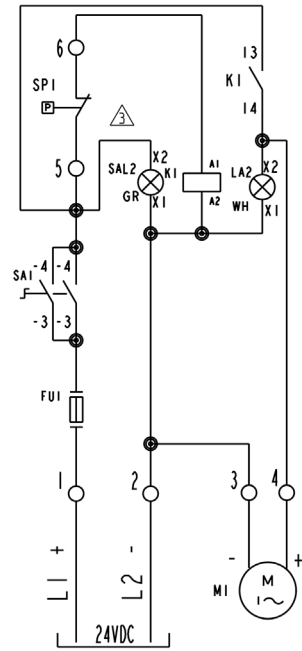 6
13
SP1
K1
P
3
14
5
SAL2
X2
K1
A1
LA2
X2
GR
X1
A2
WH
X1
SA1
-4
-4
-3
-3
FU1
1
2
3
4
L1
+
L2
-
-
+
M1
M
1~
24VDC